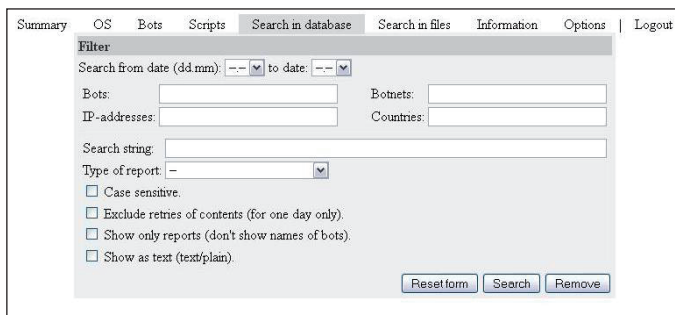 Summary OS Bots Scripts Search in database Search in files Information Options | Logout
Filter
Search from date (dd.mm): --.-- to date: --.--
Bots: Botnets:
IP-addresses: Countries:
Search string:
Type of report: --
Case sensitive.
Exclude retries of contents (for one day only).
Show only reports (don't show names of bots).
Show as text (text/plain).
Reset form Search Remove